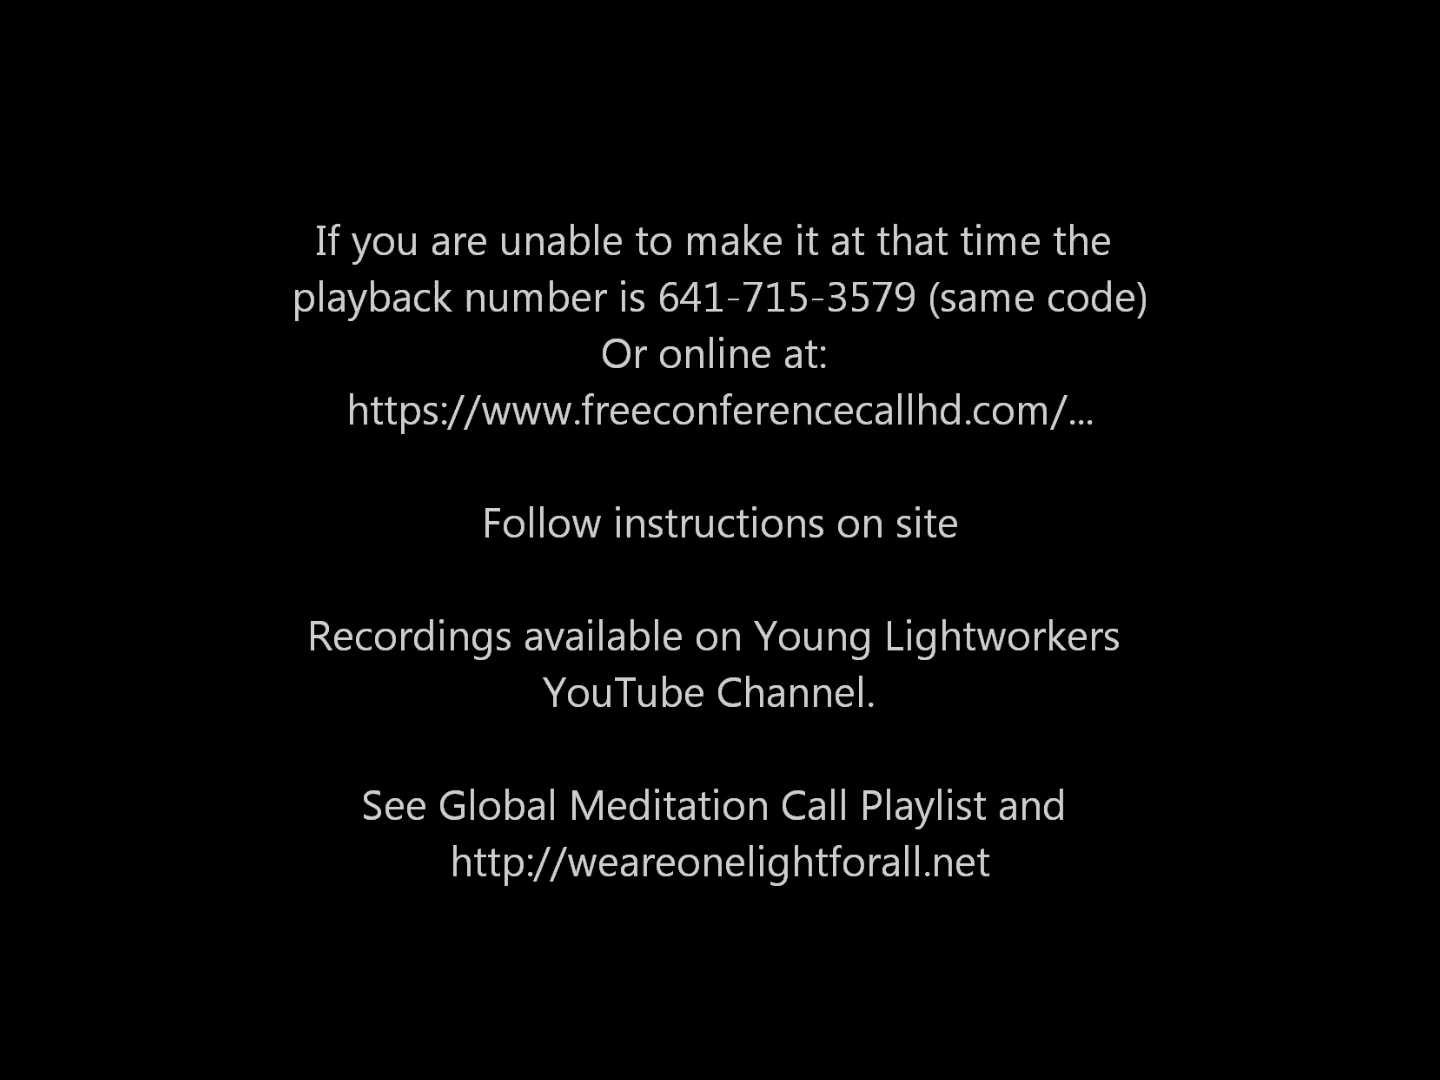 If you are unable to make it at that time the
playback number is 641-715-3579 (same code)
Or online at:
https://www.freeconferencecallhd.com/...
Follow instructions on site
Recordings available on Young Lightworkers
YouTube Channel.
See Global Meditation Call Playlist and
http://weareonelightforall.net